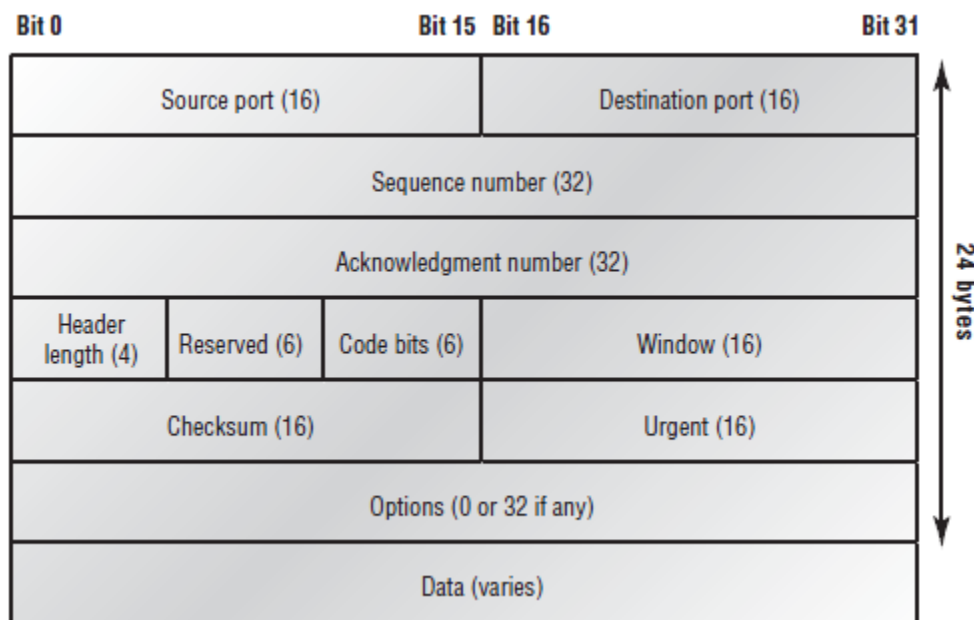 Bit 0 Bit 15 Bit 16 Bit 31
Source port (16) Destination port (16)
Sequence number (32)
Acknowledgment number (32)
Header
length (4) Reserved (6) Code bits (6) Window (16)
Checksum (16) Urgent (16)
Options (0 or 32 if any)
Data (varies)
24 bytes